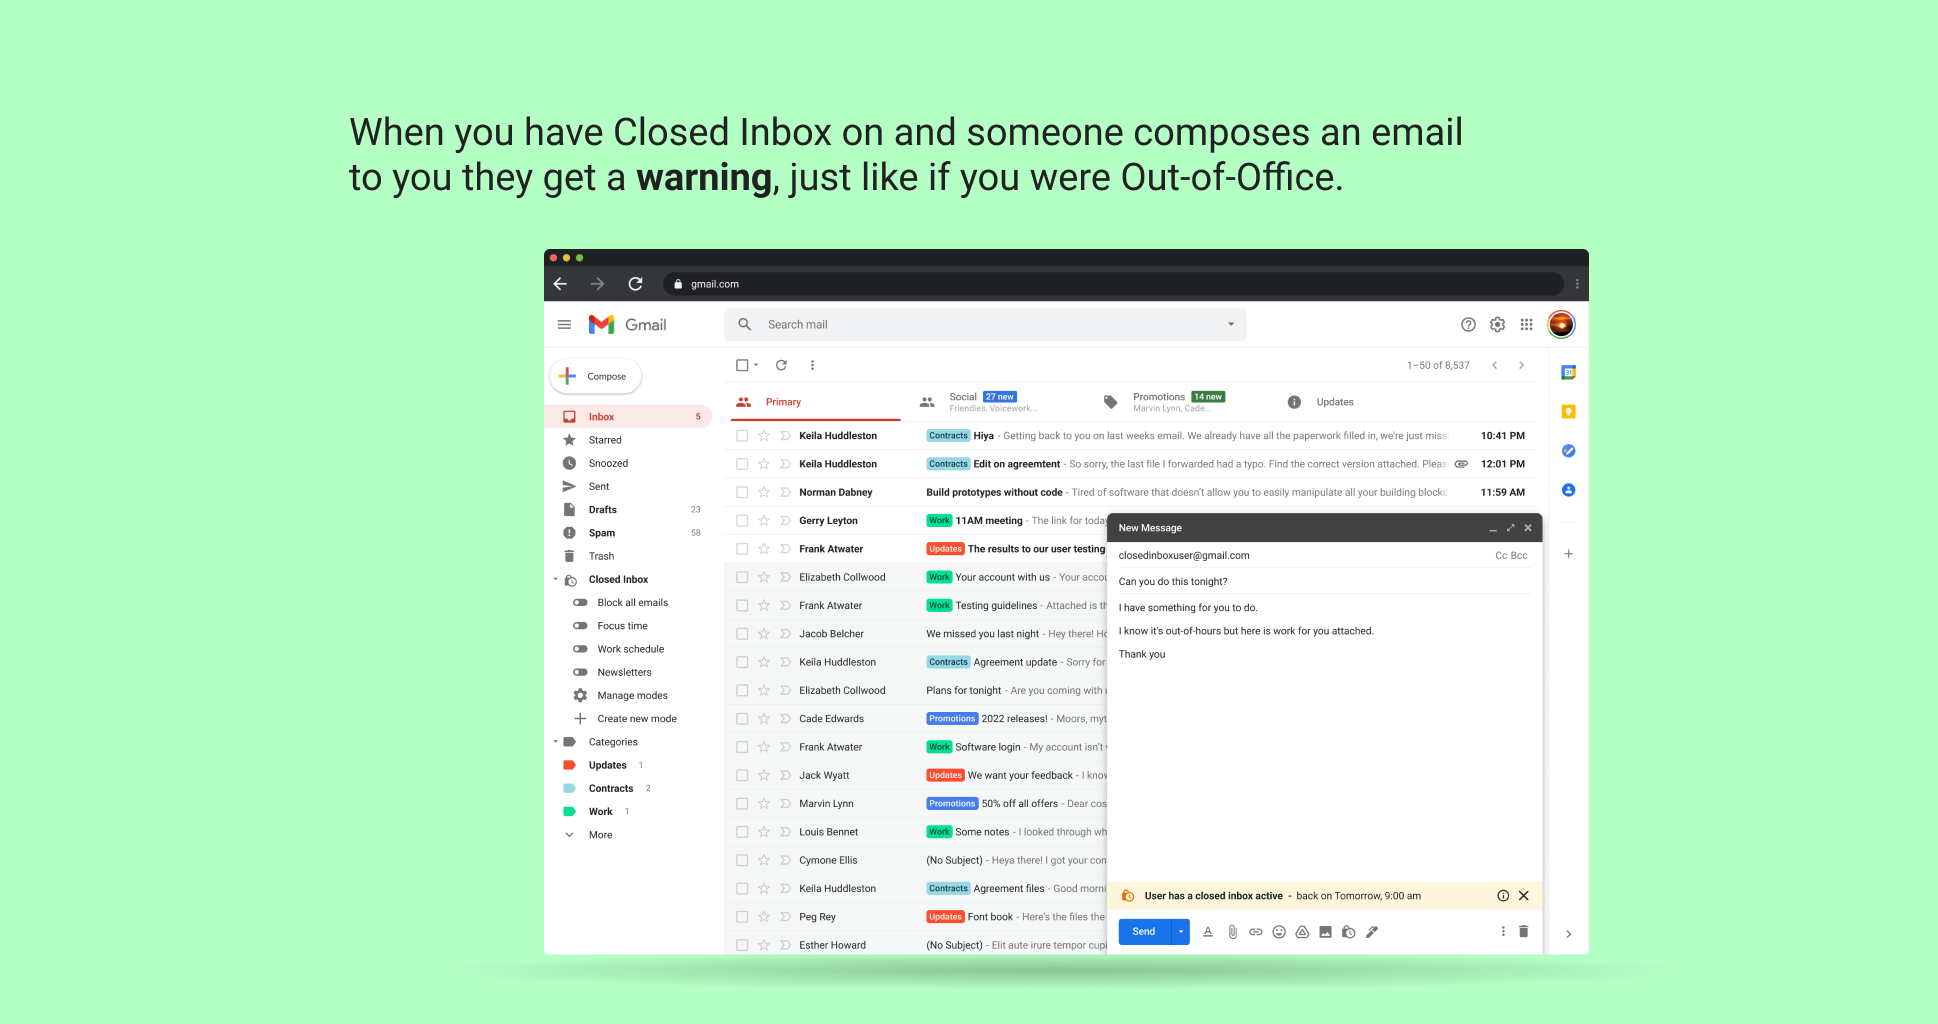 When you have Closed Inbox on and someone composes an email
to you they get a warning, just like if you were Out-of-Office.
gmail.com
Gmail
Search mail
Compose
1–50 of 8,537
Inbox 5
Starred
Snoozed
Sent
Drafts 23
Spam 58
Trash
Closed Inbox
Block all emails
Focus time
Work schedule
Newsletters
Manage modes
Create new mode
Categories
Updates 1
Contracts 2
Work 1
More
Primary
Social 27 new
Friendies, Voicework...
Promotions 14 new
Marvin Lynn, Cade...
Updates
Keila Huddleston Contracts Hiya - Getting back to you on last weeks email. We already have all the paperwork filled in, we're just miss 10:41 PM
Keila Huddleston Contracts Edit on agreemtent - So sorry, the last file I forwarded had a typo. Find the correct version attached. Pleas 12:01 PM
Norman Dabney Build prototypes without code - Tired of software that doesn't allow you to easily manipulate all your building blocks 11:59 AM
Gerry Leyton Work 11AM meeting - The link for today
Frank Atwater Updates The results to our user testing
Elizabeth Collwood Work Your account with us - Your accou
Frank Atwater Work Testing guidelines - Attached is th
Jacob Belcher We missed you last night - Hey there! Ho
Keila Huddleston Contracts Agreement update - Sorry for
Elizabeth Collwood Plans for tonight - Are you coming with u
Cade Edwards Promotions 2022 releases! - Moors, myt
Frank Atwater Work Software login - My account isn't
Jack Wyatt Updates We want your feedback - I know
Marvin Lynn Promotions 50% off all offers - Dear cos
Louis Bennet Work Some notes - I looked through wh
Cymone Ellis (No Subject) - Heya there! I got your con
Keila Huddleston Contracts Agreement files - Good morni
Peg Rey Updates Font book - Here's the files the
Esther Howard (No Subject) - Elit aute irure tempor cupi
New Message
closedinboxuser@gmail.com Cc Bcc
Can you do this tonight?
I have something for you to do.
I know it's out-of-hours but here is work for you attached.
Thank you
User has a closed inbox active - back on Tomorrow, 9:00 am
Send
31